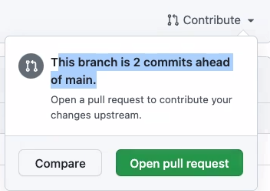 Contribute
This branch is 2 commits ahead
of main.
Open a pull request to contribute your
changes upstream.
Compare
Open pull request